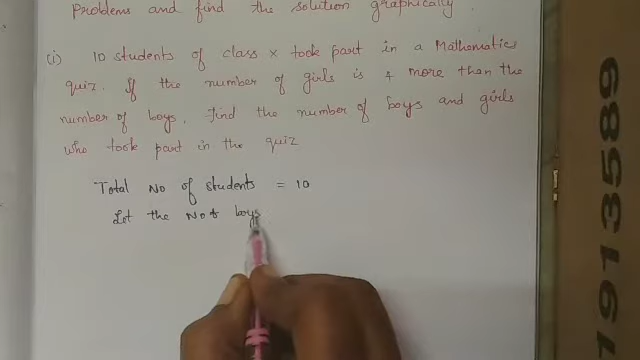 Problems and find the solution graphically.
(i) 10 students of class x took part in a Mathematics
quiz. If the number of girls is 4 more than the
number of boys, find the number of boys and girls
who took part in the quiz
Total No of students = 10
Let the No of boys
19135589